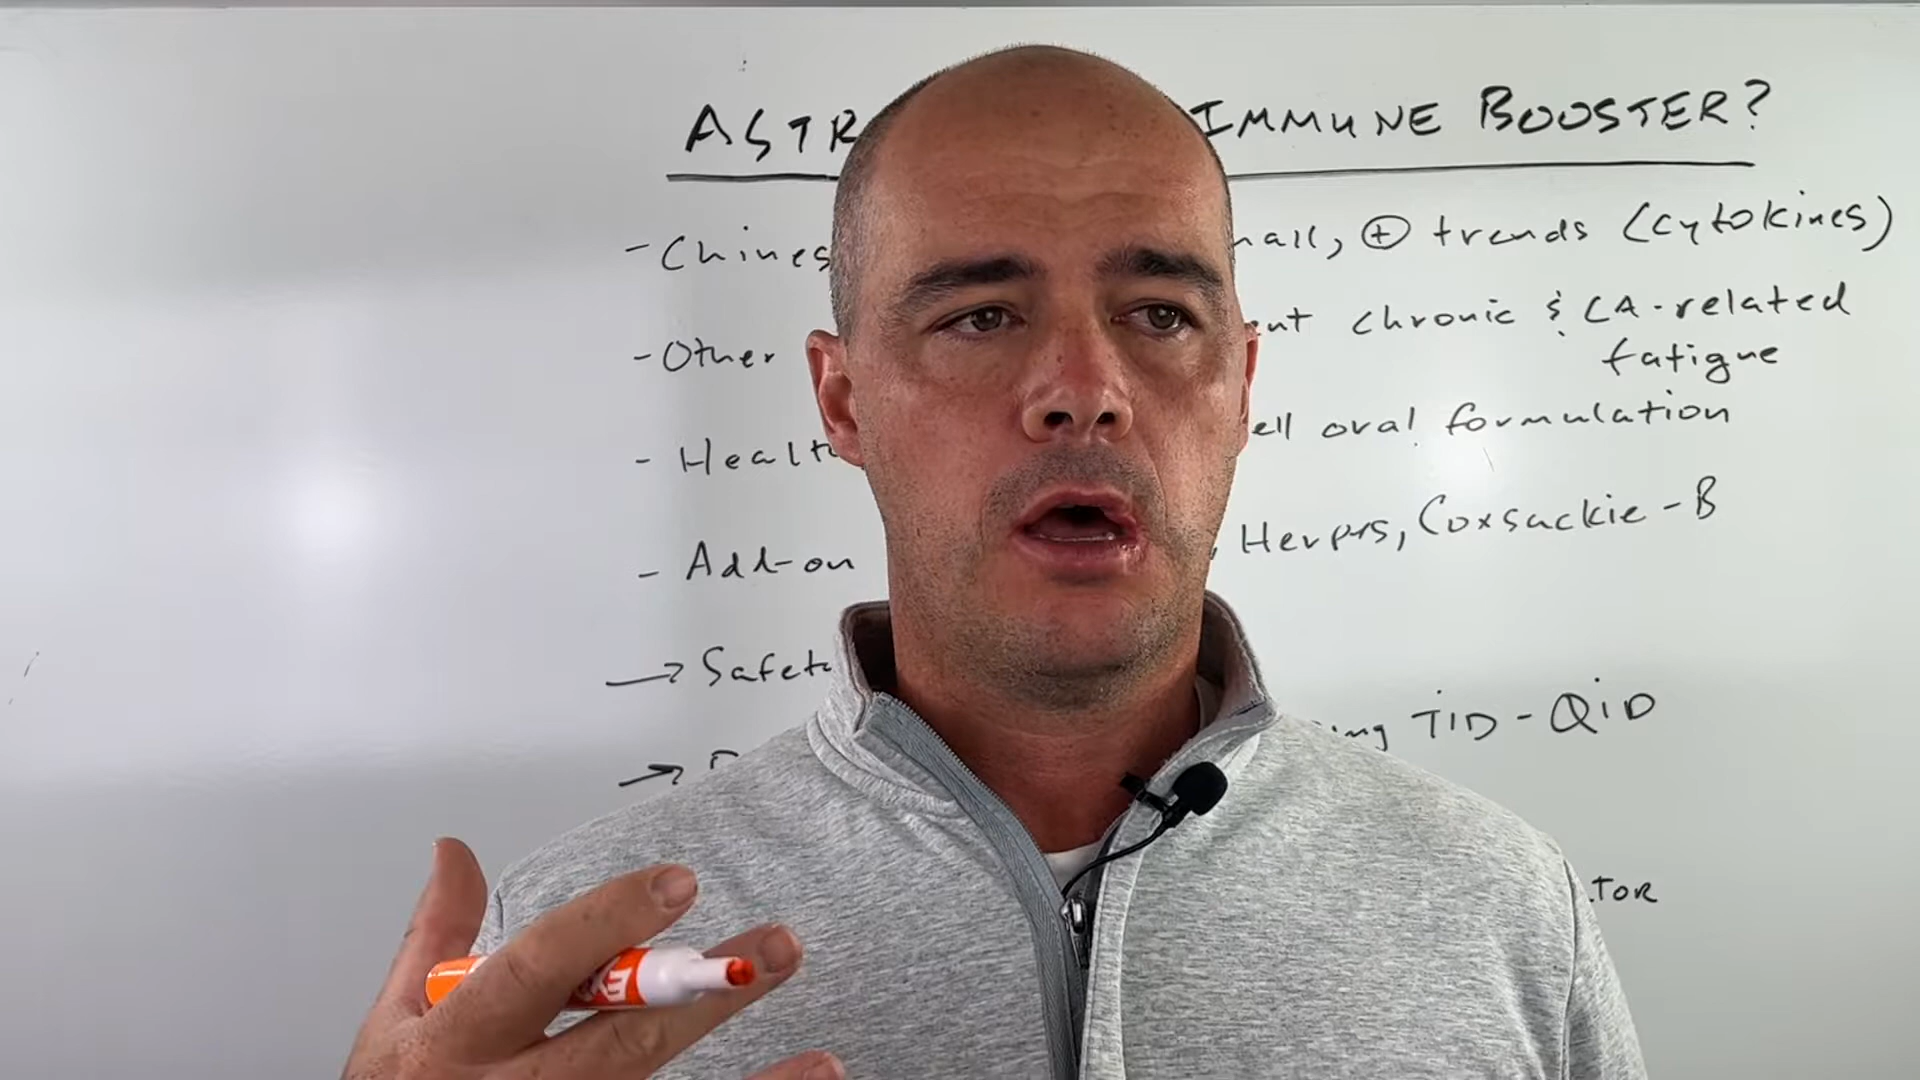 ASTR IMMUNE BOOSTER?
- Chines all, ⊕ trends (cytokines)
- Other nt chronic & CA-related
fatigue
- Healt ell oral formulation
- Add-on , Herpes, Coxsackie-B
→ Safet
ing TID - QiD
TOR